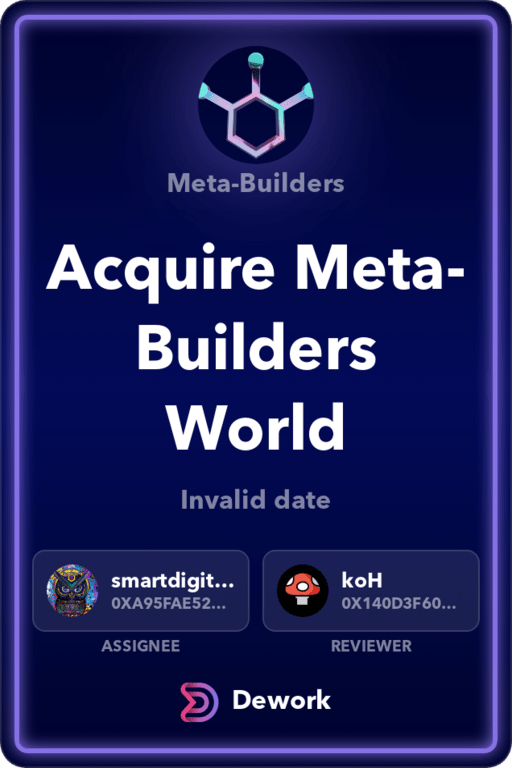 Meta-Builders
Acquire Meta-
Builders
World
Invalid date
smartdigit...
0XA95FAE52...
ASSIGNEE
koH
0X140D3F60...
REVIEWER
Dework